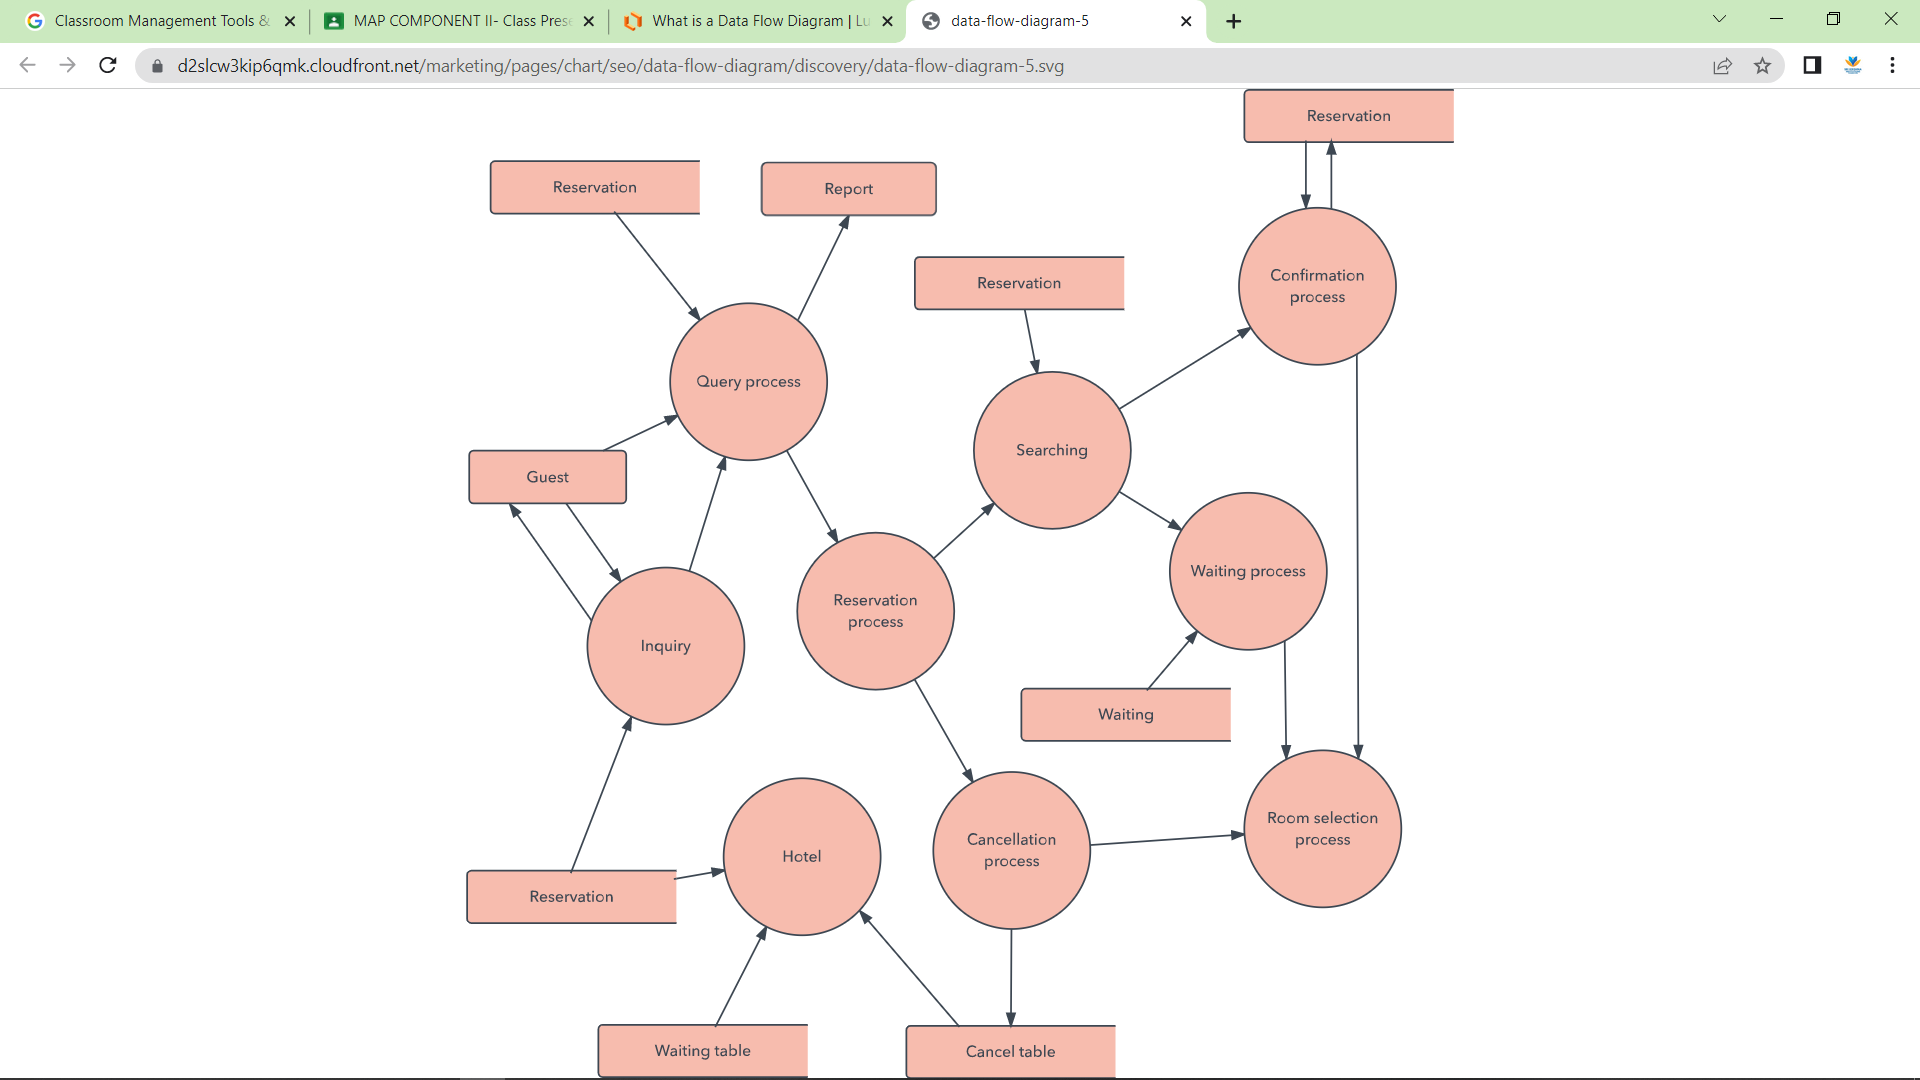 Classroom Management Tools &
MAP COMPONENT II- Class Pres
What is a Data Flow Diagram | Lu
data-flow-diagram-5
d2slcw3kip6qmk.cloudfront.net/marketing/pages/chart/seo/data-flow-diagram/discovery/data-flow-diagram-5.svg
Reservation
Reservation
Report
Reservation
Confirmation
process
Query process
Searching
Guest
Waiting process
Reservation
process
Inquiry
Waiting
Room selection
process
Cancellation
process
Hotel
Reservation
Waiting table
Cancel table